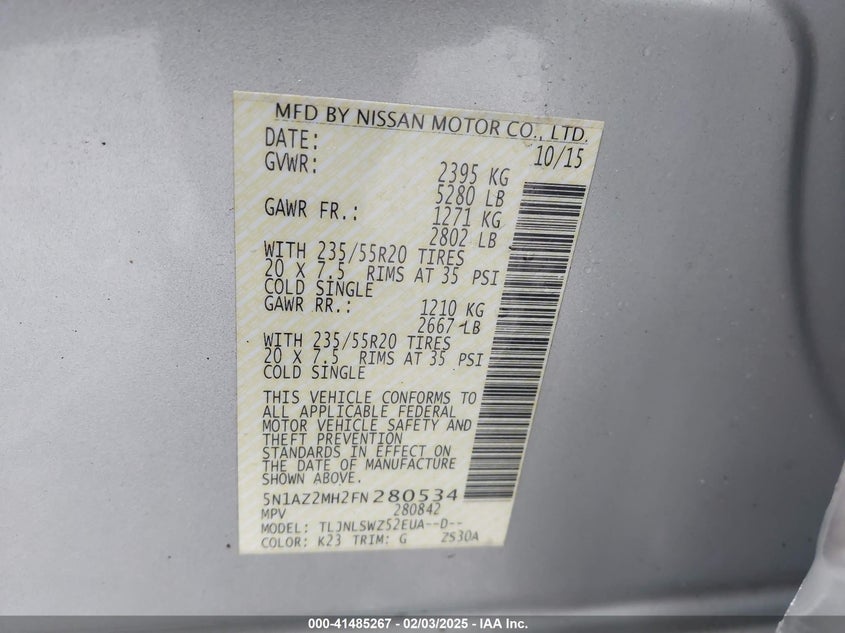 MFD BY NISSAN MOTOR CO., LTD.
DATE: 10/15
GVWR: 2395 KG
5280 LB
GAWR FR.: 1271 KG
2802 LB
WITH 235/55R20 TIRES
20 X 7.5 RIMS AT 35 PSI
COLD SINGLE
GAWR RR.: 1210 KG
2667 LB
WITH 235/55R20 TIRES
20 X 7.5 RIMS AT 35 PSI
COLD SINGLE
THIS VEHICLE CONFORMS TO
ALL APPLICABLE FEDERAL
MOTOR VEHICLE SAFETY AND
THEFT PREVENTION
STANDARDS IN EFFECT ON
THE DATE OF MANUFACTURE
SHOWN ABOVE.
5N1AZ2MH2FN280534
MPV 280842
MODEL: TLJNLSWZ52EUA--D--
COLOR: K23 TRIM: G ZS30A
000-41485267 - 02/03/2025 - IAA Inc.